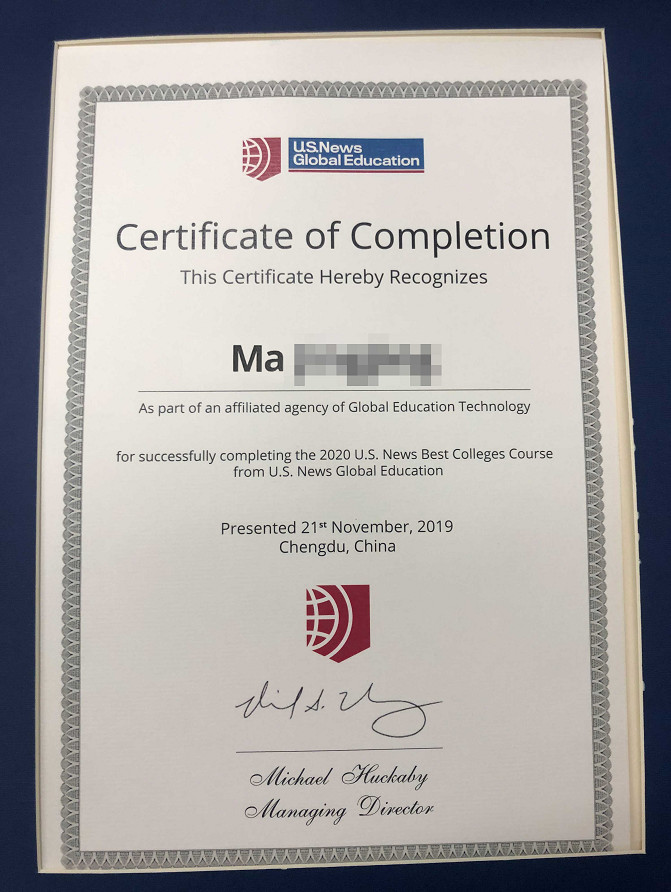 U.S.News
Global Education
Certificate of Completion
This Certificate Hereby Recognizes
Ma
As part of an affiliated agency of Global Education Technology
for successfully completing the 2020 U.S. News Best Colleges Course
from U.S. News Global Education
Presented 21st November, 2019
Chengdu, China
Michael Huckaby
Managing Director